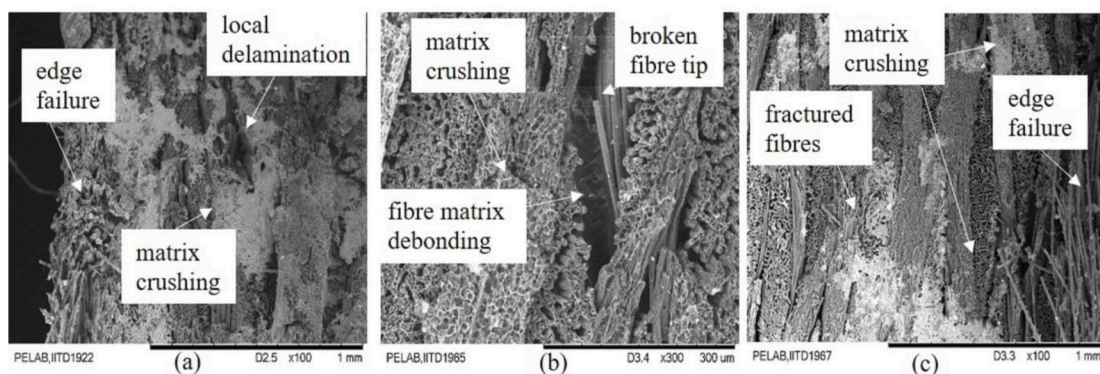 local
delamination
edge
failure
matrix
crushing
PELAB,IITD1922
D2.5 x100 1 mm
(a)
matrix
crushing
broken
fibre tip
fibre matrix
debonding
PELAB,IITD1965
D3.4 x300 300 um
(b)
matrix
crushing
fractured
fibres
edge
failure
PELAB,IITD1967
D3.3 x100 1 mm
(c)